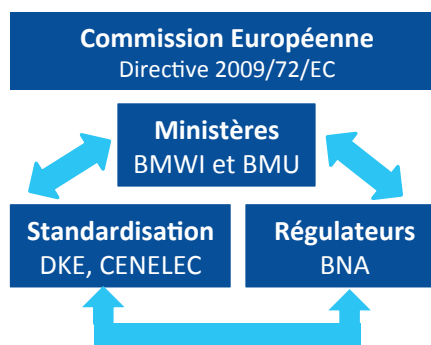 Commission Européenne
Directive 2009/72/EC
Ministères
BMWI et BMU
Standardisation
DKE, CENELEC
Régulateurs
BNA